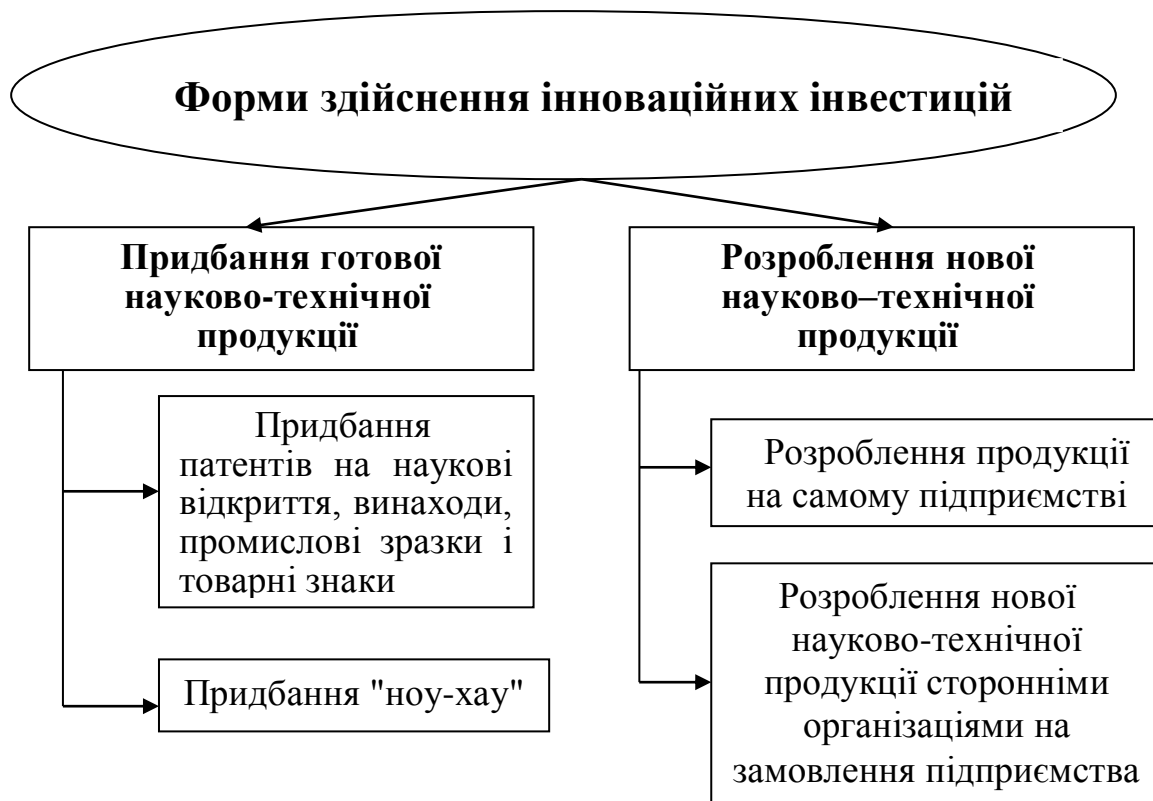 Форми здійснення інноваційних інвестицій
Придбання готової
науково-технічної
продукції
Розроблення нової
науково–технічної
продукції
Придбання
патентів на наукові
відкриття, винаходи,
промислові зразки і
товарні знаки
Придбання "ноу-хау"
Розроблення продукції
на самому підприємстві
Розроблення нової
науково-технічної
продукції сторонніми
організаціями на
замовлення підприємства